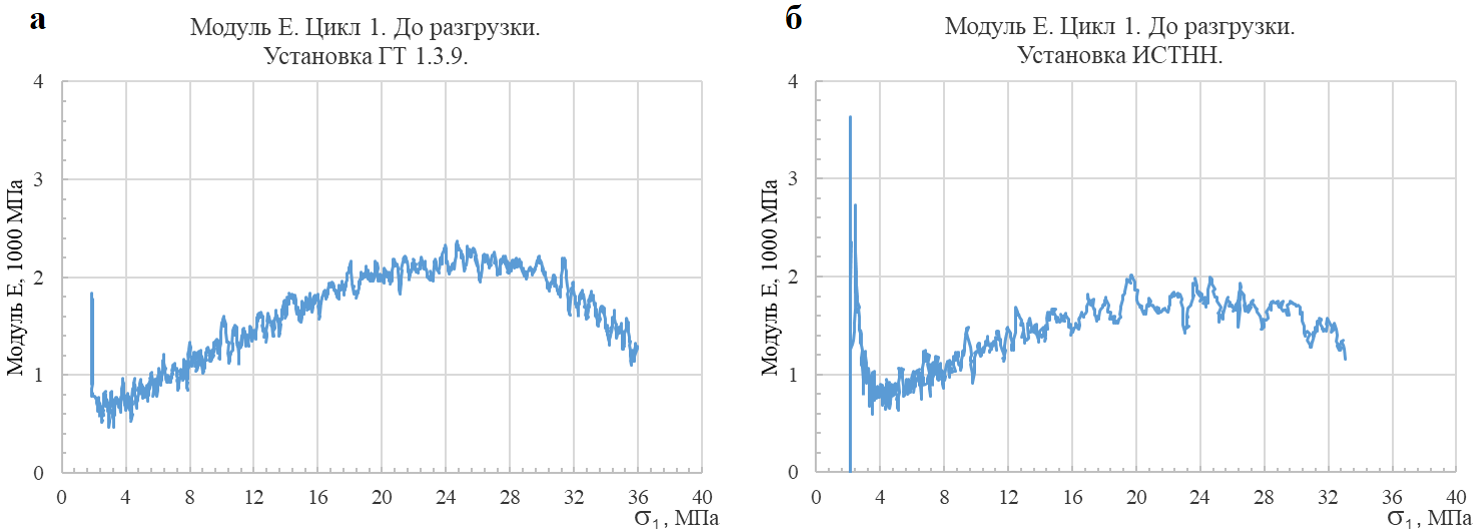 а
Модуль Е. Цикл 1. До разгрузки.
Установка ГТ 1.3.9.
Модуль Е, 1000 МПа
4
3
2
1
0
0 4 8 12 16 20 24 28 32 36 40
σ₁, МПа
б
Модуль Е. Цикл 1. До разгрузки.
Установка ИСТНН.
Модуль Е, 1000 МПа
4
3
2
1
0
0 4 8 12 16 20 24 28 32 36 40
σ₁, МПа